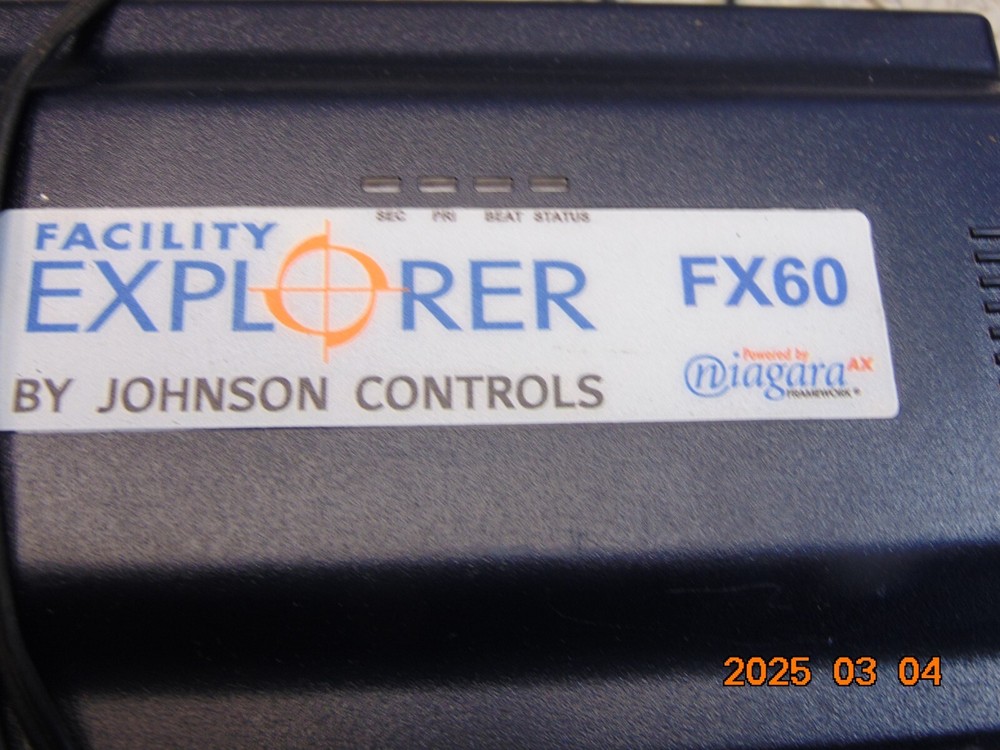 SEC PRI BEAT STATUS
FACILITY
EXPLORER
FX60
BY JOHNSON CONTROLS
Powered by
niagara AX
FRAMEWORK®
2025 03 04